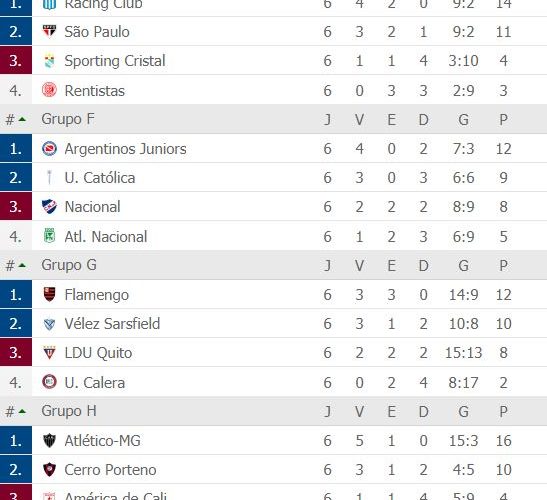 1. Racing Club 6 4 2 0 9:2 14
2. São Paulo 6 3 2 1 9:2 11
3. Sporting Cristal 6 1 1 4 3:10 4
4. Rentistas 6 0 3 3 2:9 3
# Grupo F J V E D G P
1. Argentinos Juniors 6 4 0 2 7:3 12
2. U. Católica 6 3 0 3 6:6 9
3. Nacional 6 2 2 2 8:9 8
4. Atl. Nacional 6 1 2 3 6:9 5
# Grupo G J V E D G P
1. Flamengo 6 3 3 0 14:9 12
2. Vélez Sarsfield 6 3 1 2 10:8 10
3. LDU Quito 6 2 2 2 15:13 8
4. U. Calera 6 0 2 4 8:17 2
# Grupo H J V E D G P
1. Atlético-MG 6 5 1 0 15:3 16
2. Cerro Porteno 6 3 1 2 4:5 10
3. América de Cali 6 1 1 4 5:9 4